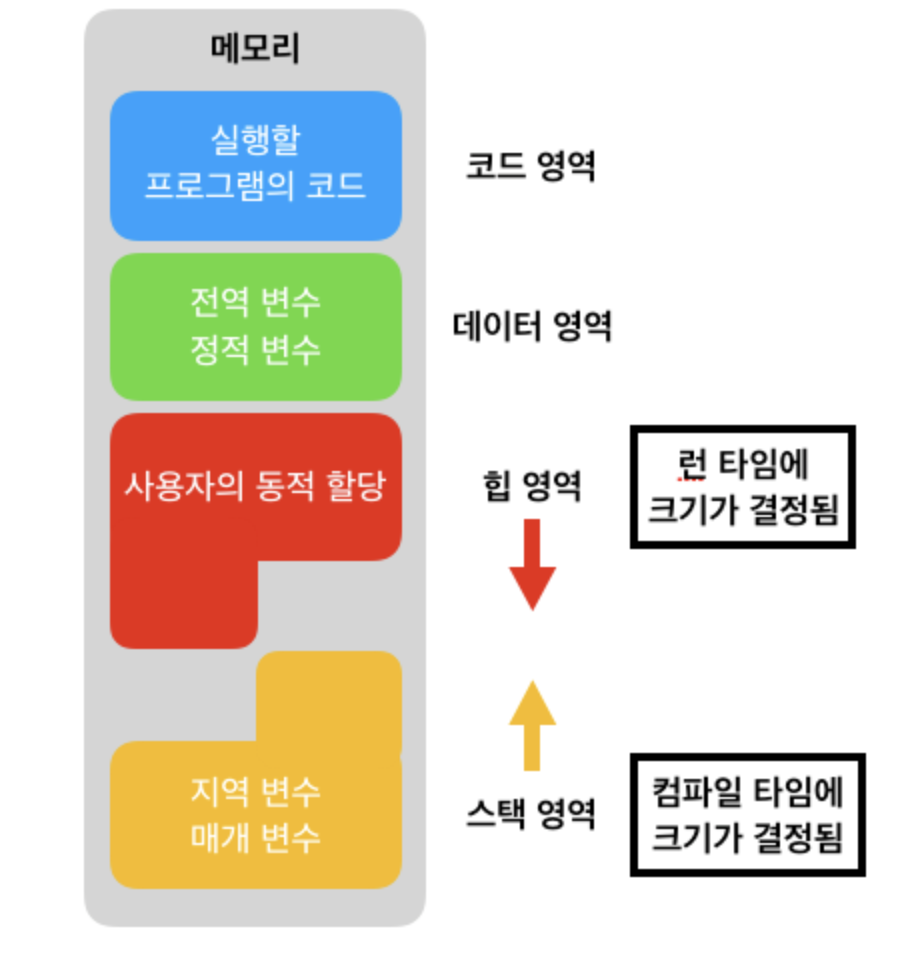 메모리
실행할
프로그램의 코드
코드 영역
전역 변수
정적 변수
데이터 영역
사용자의 동적 할당
힙 영역
런 타임에
크기가 결정됨
지역 변수
매개 변수
스택 영역
컴파일 타임에
크기가 결정됨